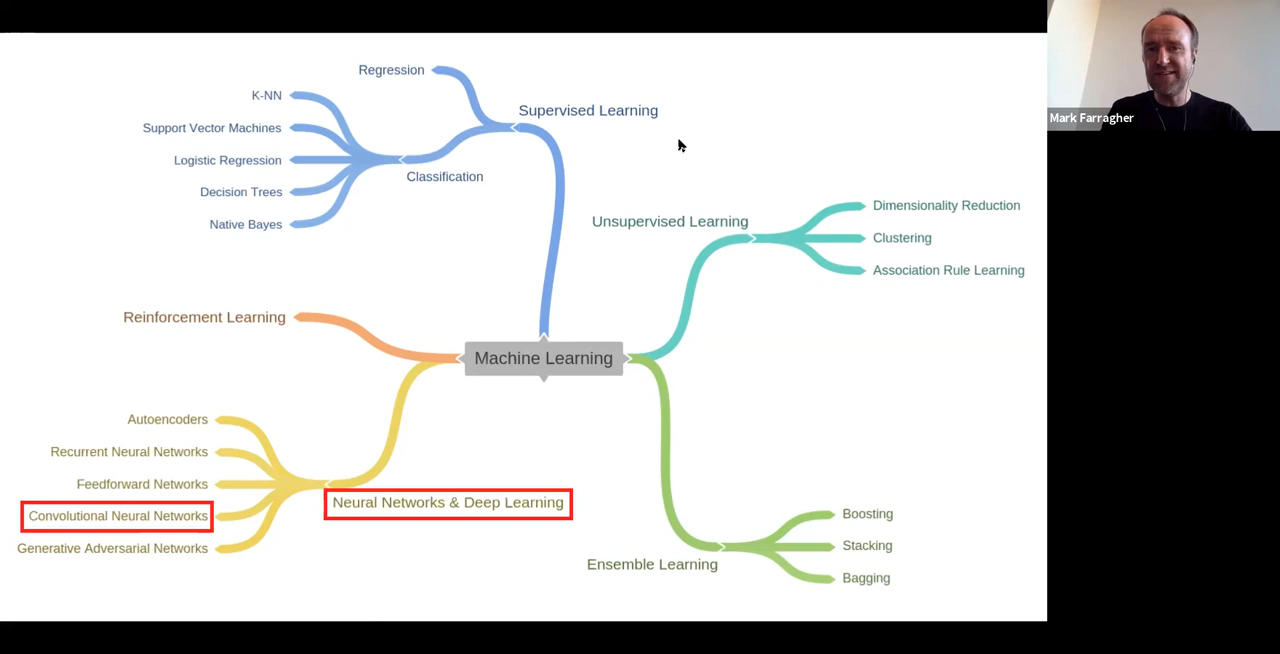 Regression
K-NN
Supervised Learning
Support Vector Machines
Logistic Regression
Classification
Decision Trees
Native Bayes
Mark Farragher
Unsupervised Learning
Dimensionality Reduction
Clustering
Association Rule Learning
Reinforcement Learning
Machine Learning
Autoencoders
Recurrent Neural Networks
Feedforward Networks
Neural Networks & Deep Learning
Convolutional Neural Networks
Generative Adversarial Networks
Boosting
Stacking
Ensemble Learning
Bagging